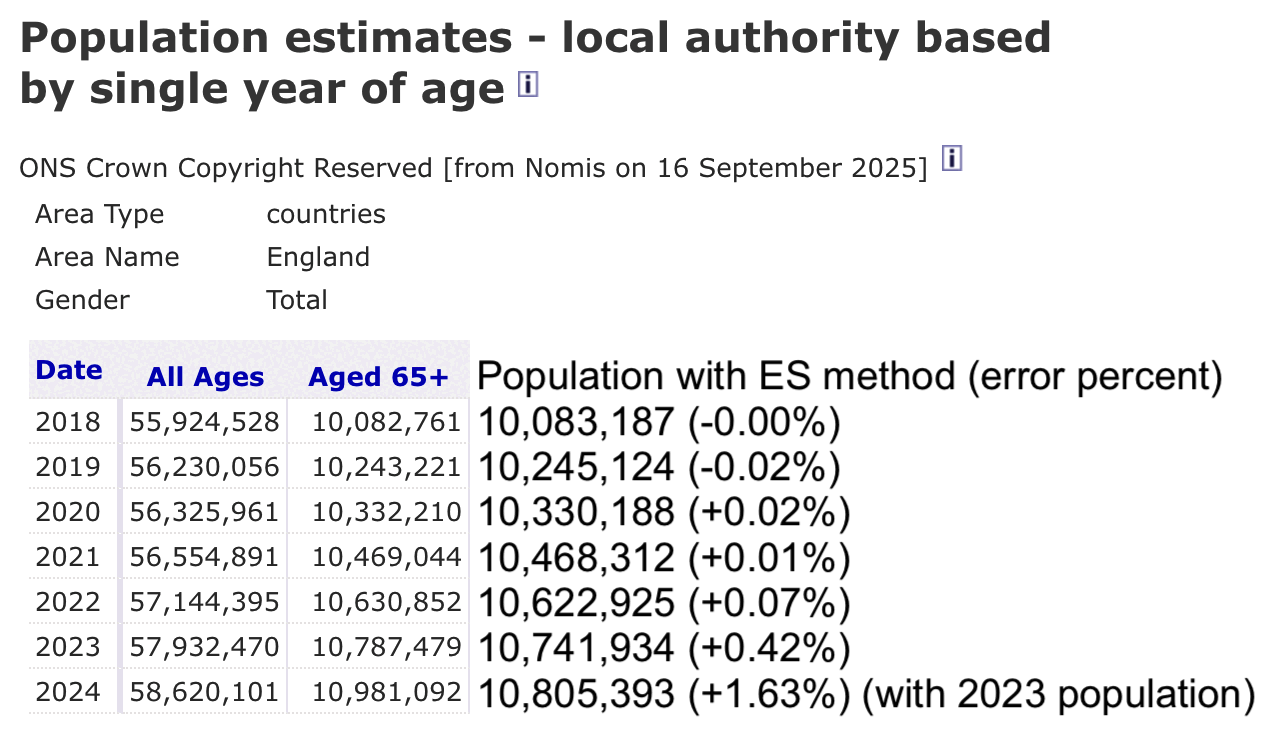 Population estimates - local authority based
by single year of age i
ONS Crown Copyright Reserved [from Nomis on 16 September 2025] i
Area Type countries
Area Name England
Gender Total
Date All Ages Aged 65+ Population with ES method (error percent)
2018 55,924,528 10,082,761 10,083,187 (-0.00%)
2019 56,230,056 10,243,221 10,245,124 (-0.02%)
2020 56,325,961 10,332,210 10,330,188 (+0.02%)
2021 56,554,891 10,469,044 10,468,312 (+0.01%)
2022 57,144,395 10,630,852 10,622,925 (+0.07%)
2023 57,932,470 10,787,479 10,741,934 (+0.42%)
2024 58,620,101 10,981,092 10,805,393 (+1.63%) (with 2023 population)